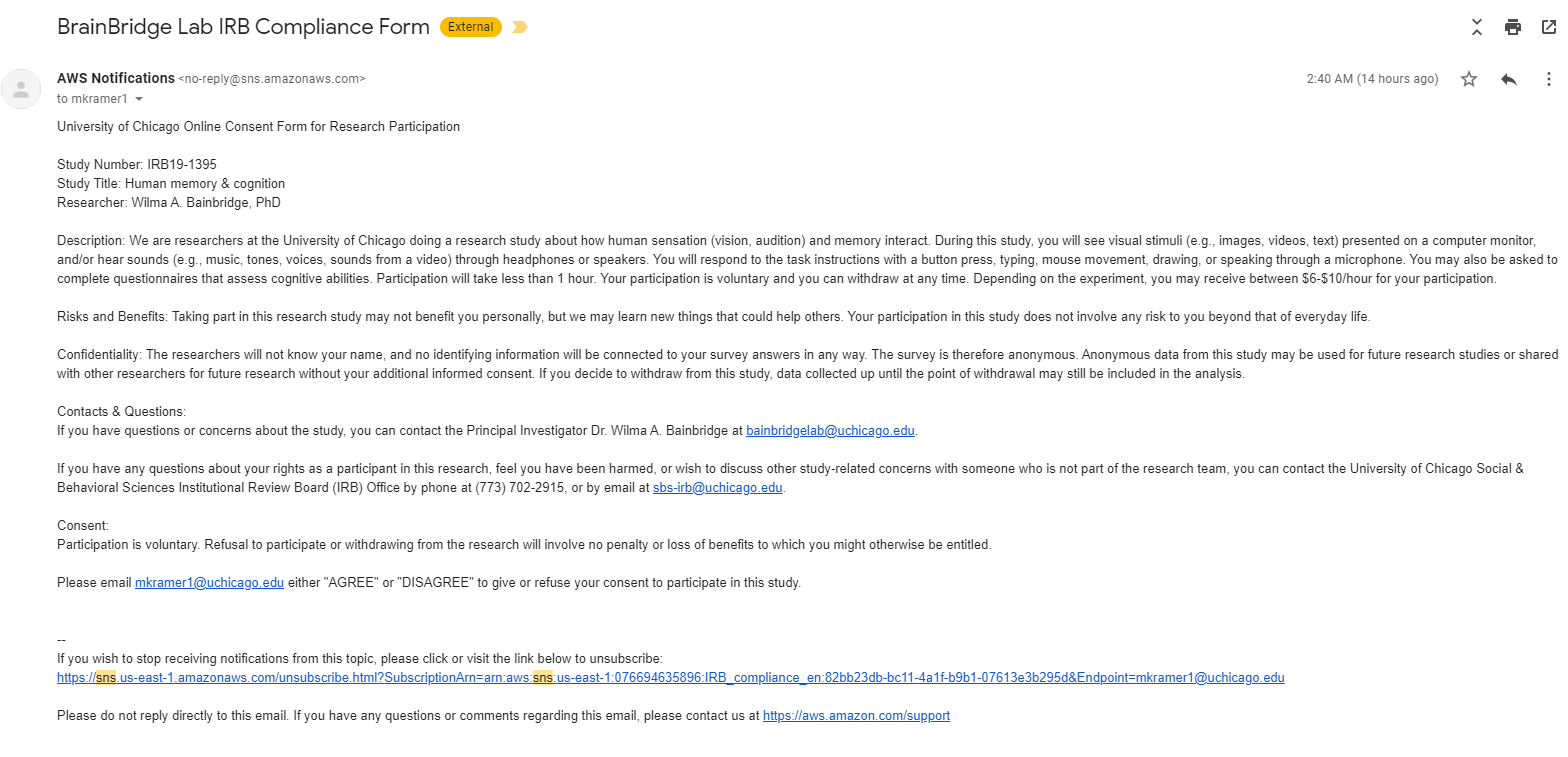 BrainBridge Lab IRB Compliance Form External
AWS Notifications <no-reply@sns.amazonaws.com>
2:40 AM (14 hours ago)
to mkramer1
University of Chicago Online Consent Form for Research Participation
Study Number: IRB19-1395
Study Title: Human memory & cognition
Researcher: Wilma A. Bainbridge, PhD
Description: We are researchers at the University of Chicago doing a research study about how human sensation (vision, audition) and memory interact. During this study, you will see visual stimuli (e.g., images, videos, text) presented on a computer monitor,
and/or hear sounds (e.g., music, tones, voices, sounds from a video) through headphones or speakers. You will respond to the task instructions with a button press, typing, mouse movement, drawing, or speaking through a microphone. You may also be asked to
complete questionnaires that assess cognitive abilities. Participation will take less than 1 hour. Your participation is voluntary and you can withdraw at any time. Depending on the experiment, you may receive between $6-$10/hour for your participation.
Risks and Benefits: Taking part in this research study may not benefit you personally, but we may learn new things that could help others. Your participation in this study does not involve any risk to you beyond that of everyday life.
Confidentiality: The researchers will not know your name, and no identifying information will be connected to your survey answers in any way. The survey is therefore anonymous. Anonymous data from this study may be used for future research studies or shared
with other researchers for future research without your additional informed consent. If you decide to withdraw from this study, data collected up until the point of withdrawal may still be included in the analysis.
Contacts & Questions:
If you have questions or concerns about the study, you can contact the Principal Investigator Dr. Wilma A. Bainbridge at bainbridgelab@uchicago.edu.
If you have any questions about your rights as a participant in this research, feel you have been harmed, or wish to discuss other study-related concerns with someone who is not part of the research team, you can contact the University of Chicago Social &
Behavioral Sciences Institutional Review Board (IRB) Office by phone at (773) 702-2915, or by email at sbs-irb@uchicago.edu.
Consent:
Participation is voluntary. Refusal to participate or withdrawing from the research will involve no penalty or loss of benefits to which you might otherwise be entitled.
Please email mkramer1@uchicago.edu either "AGREE" or "DISAGREE" to give or refuse your consent to participate in this study.
--
If you wish to stop receiving notifications from this topic, please click or visit the link below to unsubscribe:
https://sns.us-east-1.amazonaws.com/unsubscribe.html?SubscriptionArn=arn:aws:sns:us-east-1:076694635896:IRB_compliance_en:82bb23db-bc11-4a1f-b9b1-07613e3b295d&Endpoint=mkramer1@uchicago.edu
Please do not reply directly to this email. If you have any questions or comments regarding this email, please contact us at https://aws.amazon.com/support